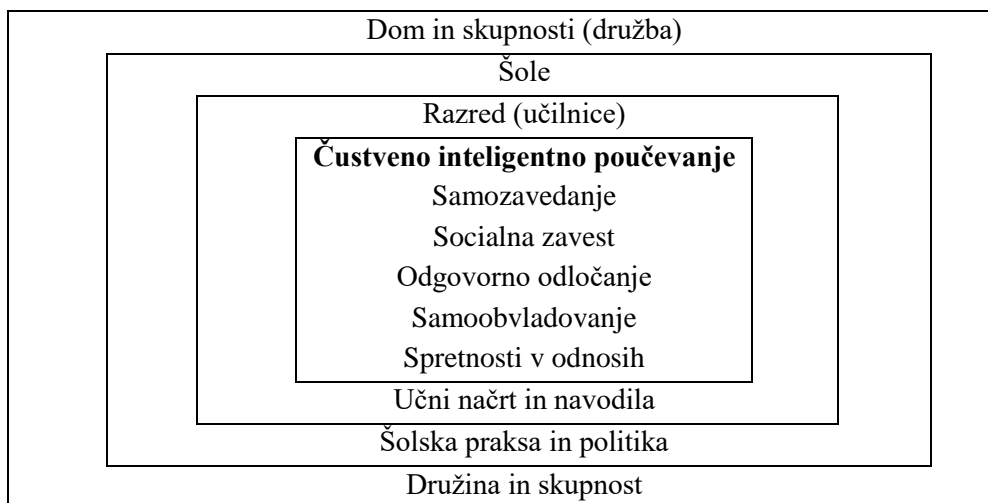 Dom in skupnosti (družba)
Šole
Razred (učilnice)
Čustveno inteligentno poučevanje
Samozavedanje
Socialna zavest
Odgovorno odločanje
Samoobvladovanje
Spretnosti v odnosih
Učni načrt in navodila
Šolska praksa in politika
Družina in skupnost